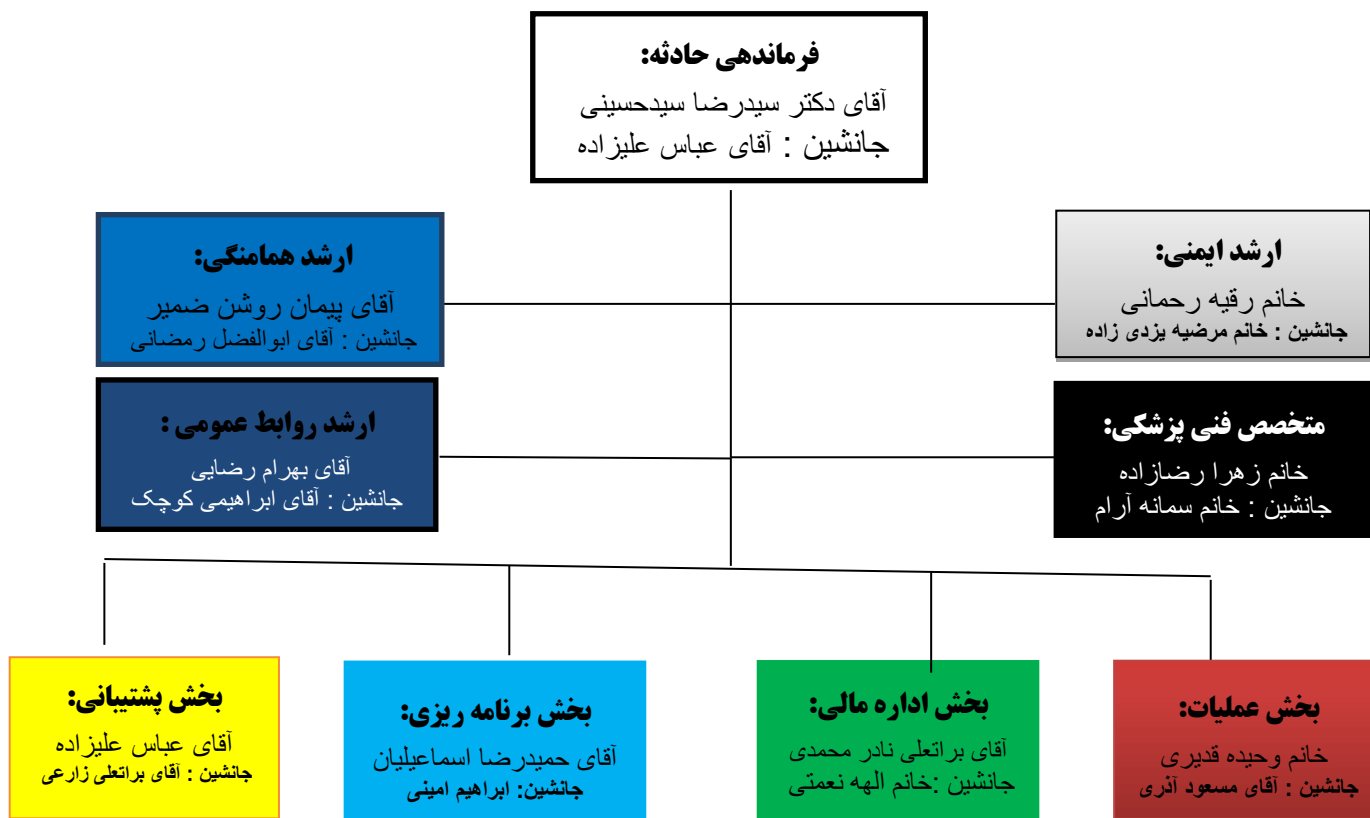 فرماندهی حادثه:
آقای دکتر سیدرضا سیدحسینی
جانشین : آقای عباس علیزاده
ارشد ایمنی:
خانم رقیه رحمانی
جانشین : خانم مرضیه یزدی زاده
ارشد همامنگی:
آقای پیمان روشن ضمیر
جانشین : آقای ابوالفضل رمضانی
متخصص فنی پزشکی:
خانم زهرا رضازاده
جانشین : خانم سمانه آرام
ارشد روابط عمومی :
آقای بهرام رضایی
جانشین : آقای ابراهیمی کوچک
بخش عملیات:
خانم وحیده قدیری
جانشین : آقای مسعود آذری
بخش اداره مالی:
آقای براتعلی نادر محمدی
جانشین :خانم الهه نعمتی
بخش برنامه ریزی:
آقای حمیدرضا اسماعیلیان
جانشین: ابراهیم امینی
بخش پشتیبانی:
آقای عباس علیزاده
جانشین : آقای براتعلی زارعی